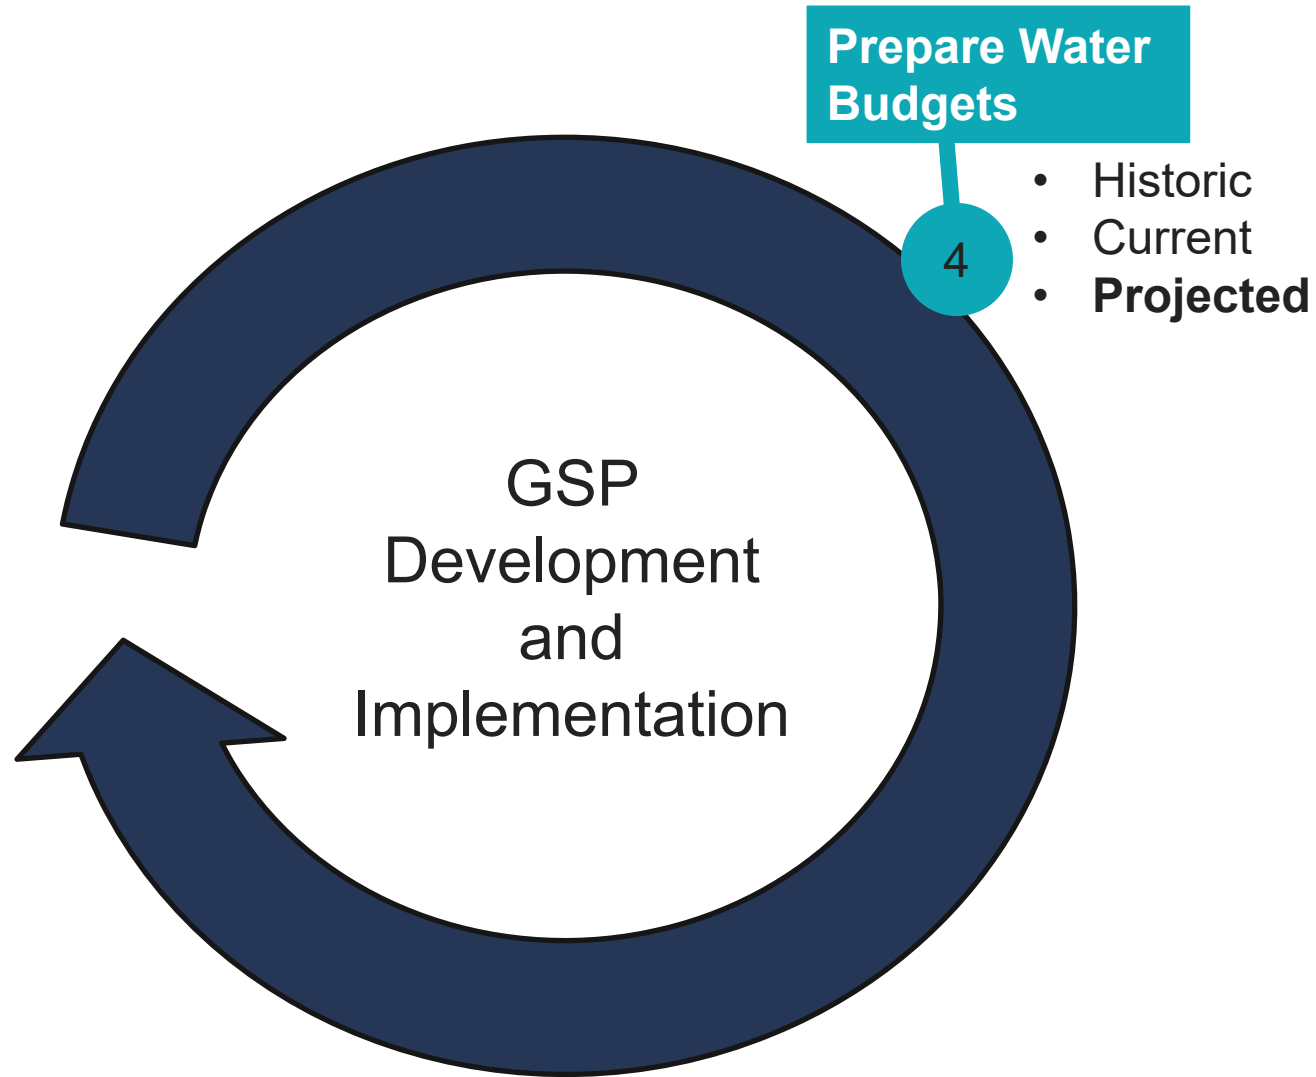 Prepare Water
Budgets
4
• Historic
• Current
• Projected
GSP
Development
and
Implementation